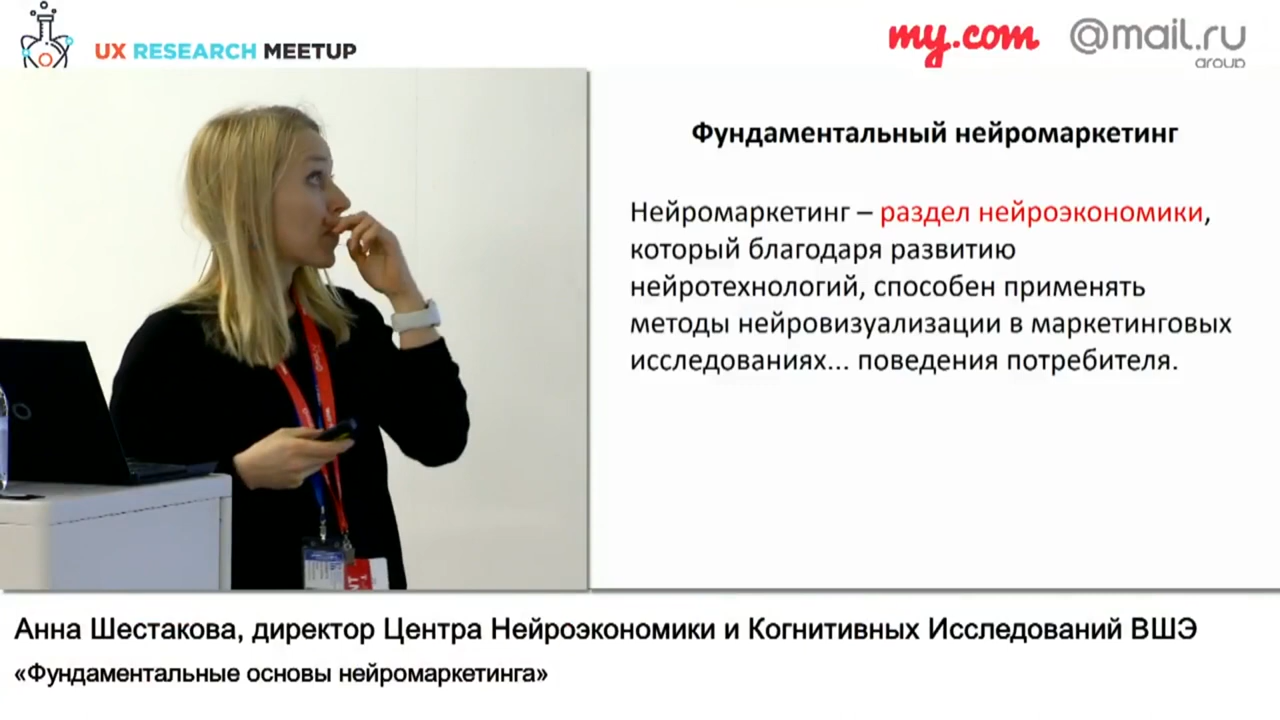 UX RESEARCH MEETUP
my.com @mail.ru
group
Фундаментальный нейромаркетинг
Нейромаркетинг – раздел нейроэкономики,
который благодаря развитию
нейротехнологий, способен применять
методы нейровизуализации в маркетинговых
исследованиях... поведения потребителя.
Анна Шестакова, директор Центра Нейроэкономики и Когнитивных Исследований ВШЭ
«Фундаментальные основы нейромаркетинга»